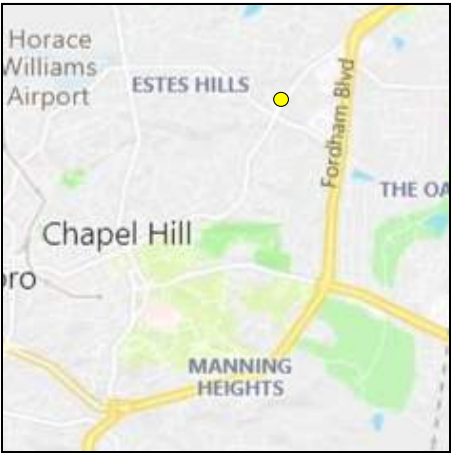 Horace
Williams
Airport
ESTES HILLS
Fordham Blvd
THE OA
Chapel Hill
oro
MANNING
HEIGHTS